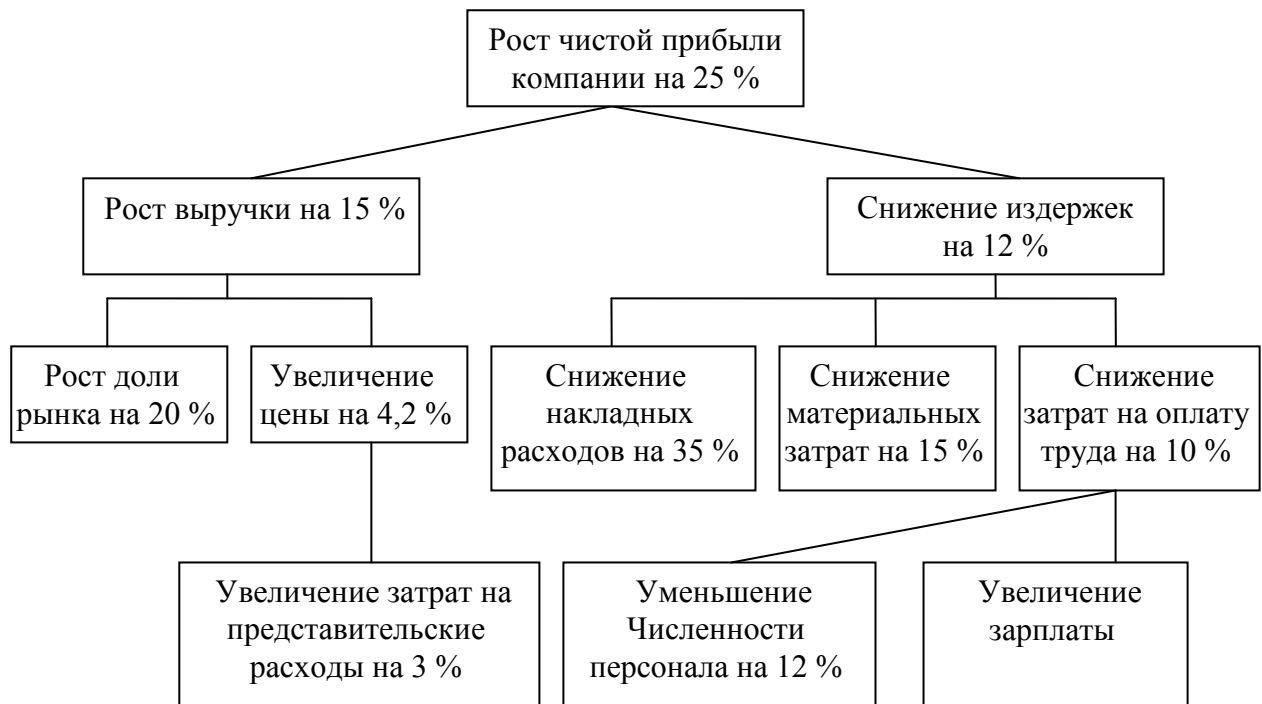 Рост чистой прибыли
компании на 25 %
Рост выручки на 15 %
Снижение издержек
на 12 %
Рост доли
рынка на 20 %
Увеличение
цены на 4,2 %
Снижение
накладных
расходов на 35 %
Снижение
материальных
затрат на 15 %
Снижение
затрат на оплату
труда на 10 %
Увеличение затрат на
представительские
расходы на 3 %
Уменьшение
Численности
персонала на 12 %
Увеличение
зарплаты